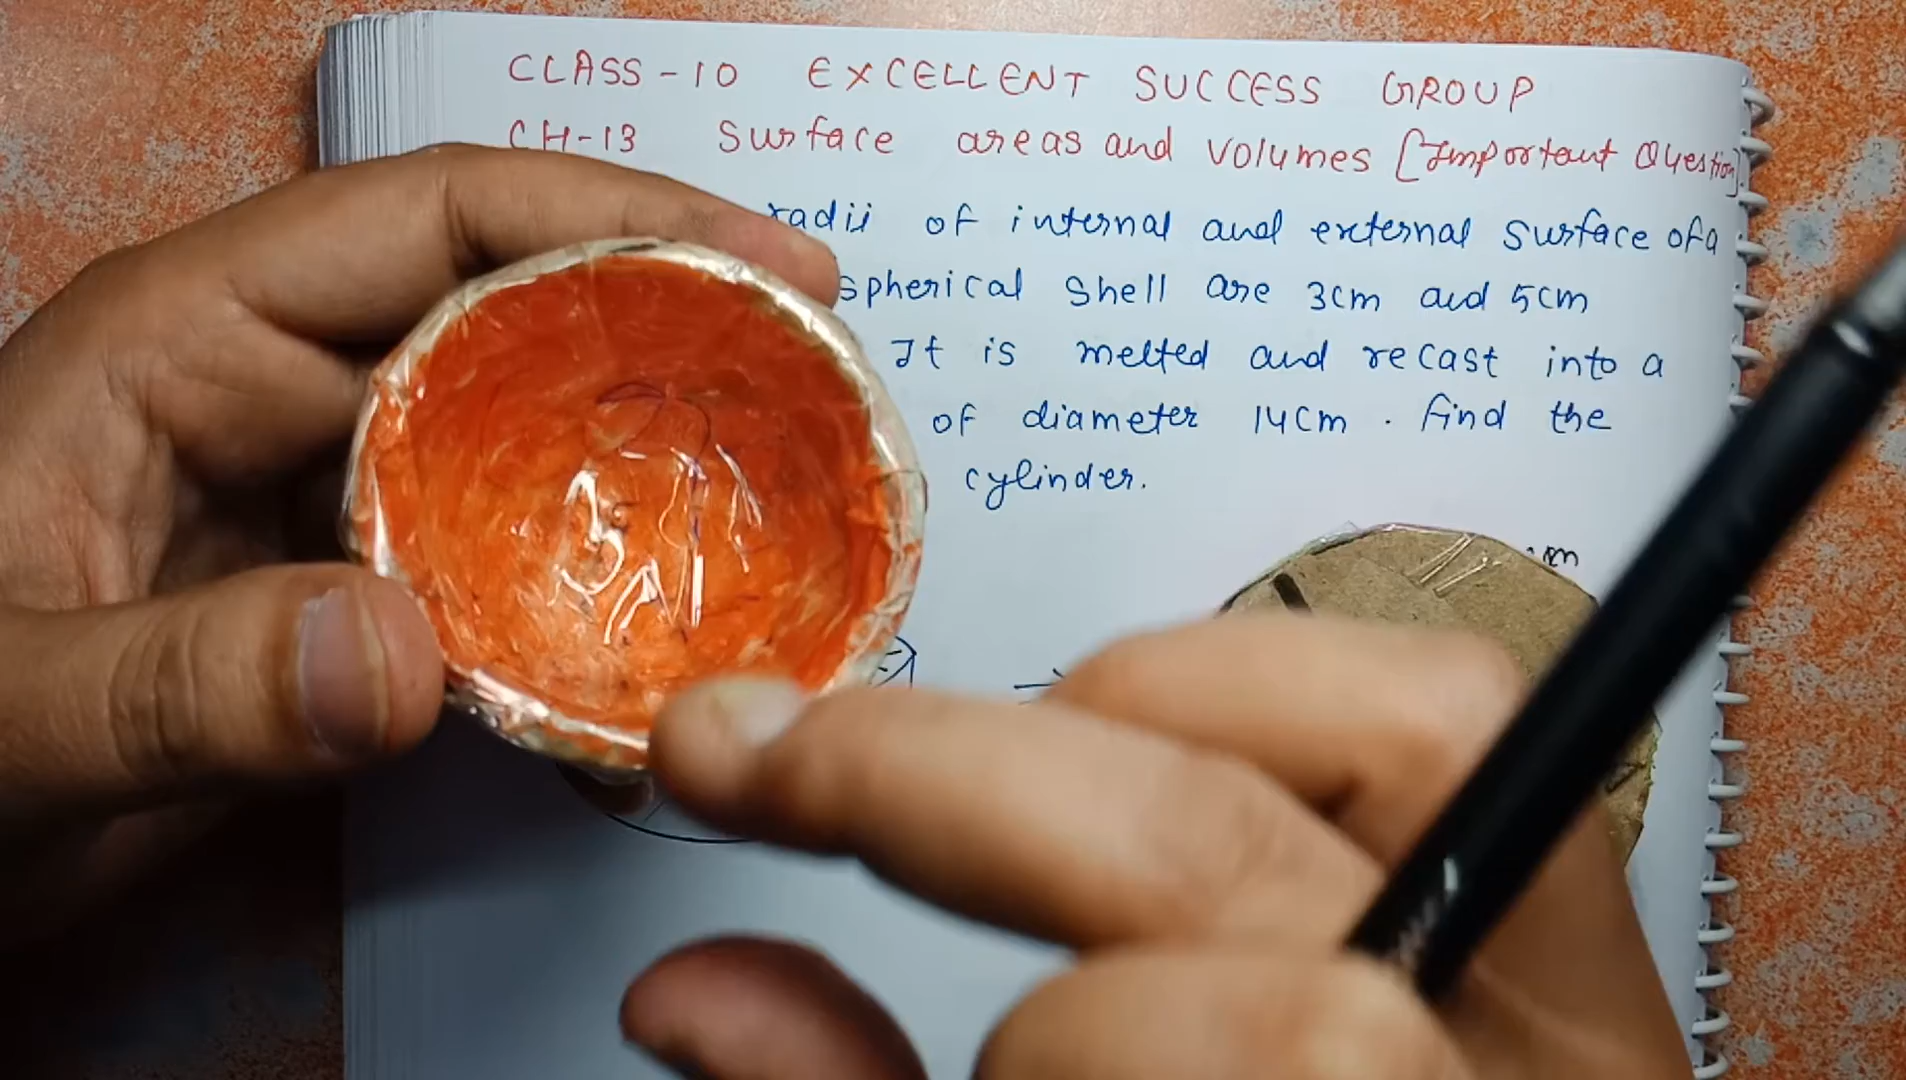 CLASS-10 EXCELLENT SUCCESS GROUP
CH-13 Surface areas and volumes [Important Question]
radii of internal and external surface of a
spherical shell are 3cm and 5cm
It is melted and recast into a
of diameter 14cm. find the
cylinder.